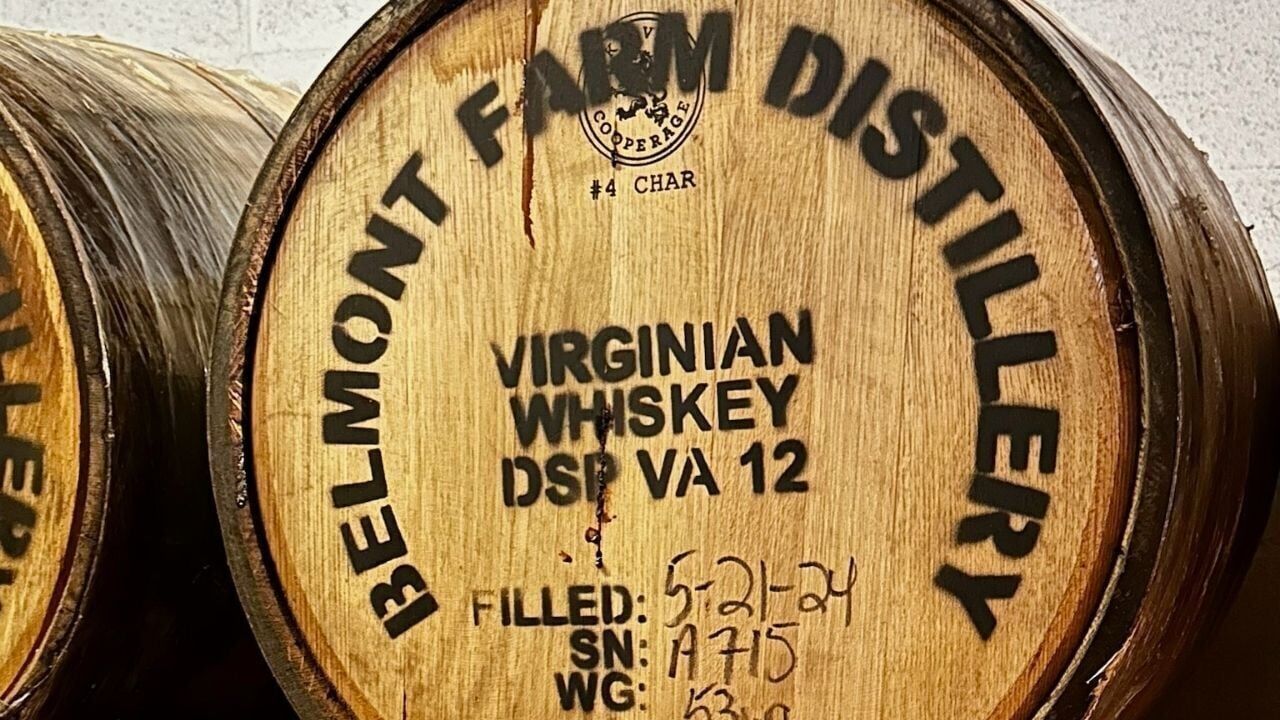 BELMONT FARM DISTILLERY
COOPERAGE
#4 CHAR
VIRGINIAN
WHISKEY
DSP VA 12
FILLED: 5-21-24
SN: A715
WG: